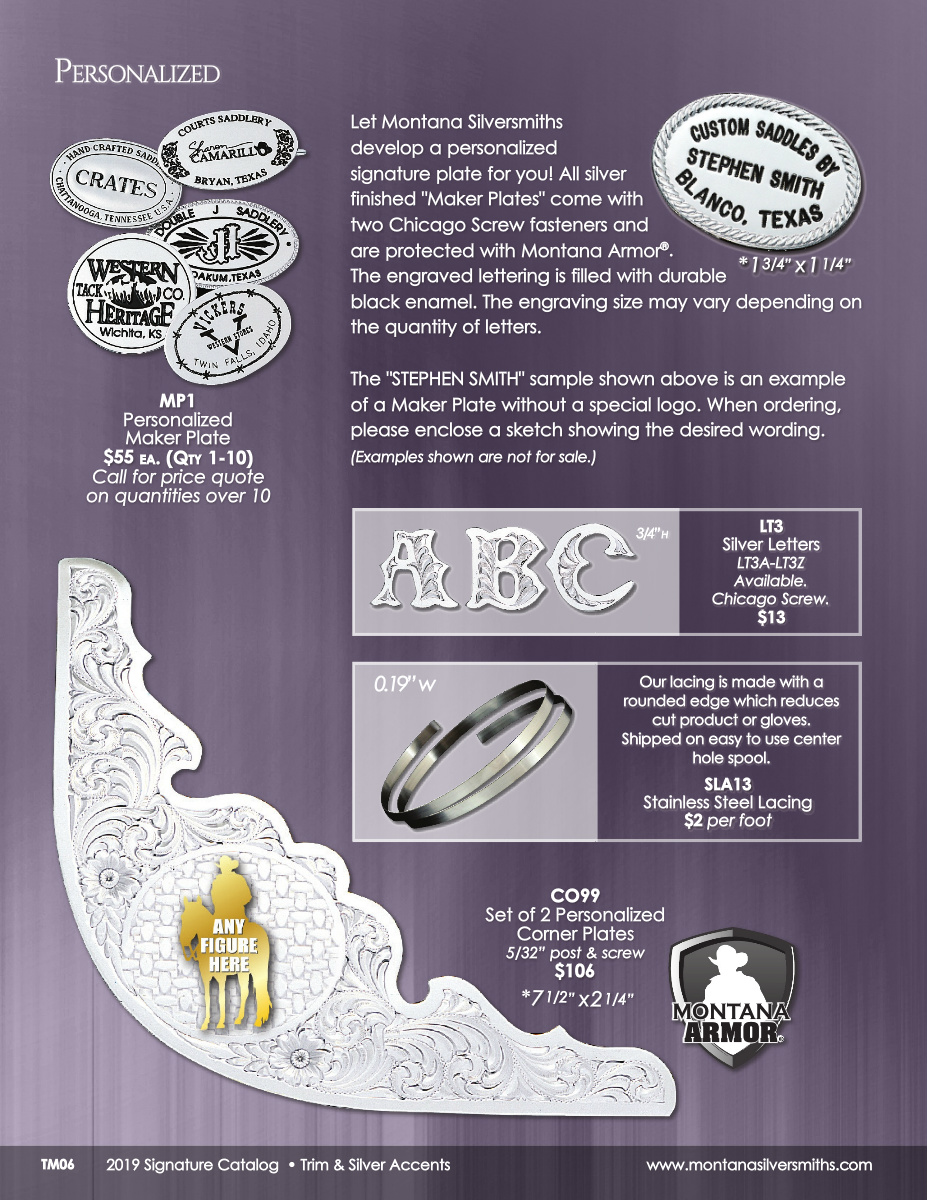 PERSONALIZED
COURTS SADDLERY
Sharon
CAMARILLO
BRYAN, TEXAS
HAND CRAFTED SADD
CRATES
CHATTANOOGA, TENNESSEE U.S.A.
DOUBLE J SADDLERY
OAKUM, TEXAS
WESTERN
TACK CO.
HERITAGE
Wichita, KS
VICKERS
WESTERN STORES
TWIN FALLS, IDAHO
MP1
Personalized
Maker Plate
$55 EA. (QTY 1-10)
Call for price quote
on quantities over 10
Let Montana Silversmiths
develop a personalized
signature plate for you! All silver
finished "Maker Plates" come with
two Chicago Screw fasteners and
are protected with Montana Armor®.
The engraved lettering is filled with durable
black enamel. The engraving size may vary depending on
the quantity of letters.
CUSTOM SADDLES BY
STEPHEN SMITH
BLANCO, TEXAS
*1 3/4" x 1 1/4"
The "STEPHEN SMITH" sample shown above is an example
of a Maker Plate without a special logo. When ordering,
please enclose a sketch showing the desired wording.
(Examples shown are not for sale.)
ABC
3/4" H
LT3
Silver Letters
LT3A-LT3Z
Available.
Chicago Screw.
$13
0.19" W
Our lacing is made with a
rounded edge which reduces
cut product or gloves.
Shipped on easy to use center
hole spool.
SLA13
Stainless Steel Lacing
$2 per foot
ANY
FIGURE
HERE
CO99
Set of 2 Personalized
Corner Plates
5/32" post & screw
$106
*7 1/2" x 2 1/4"
MONTANA
ARMOR®
TM06 2019 Signature Catalog • Trim & Silver Accents www.montanasilversmiths.com